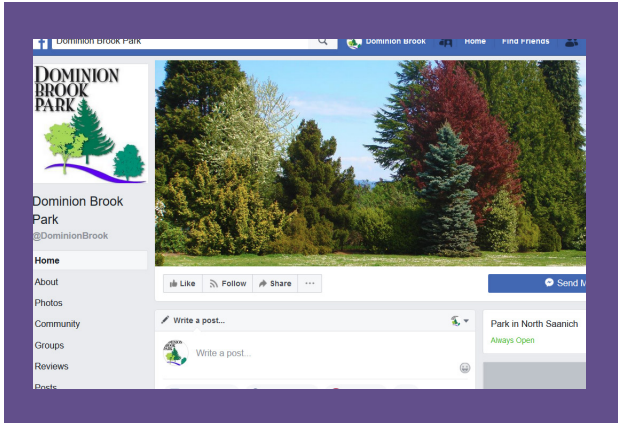 Dominion Brook Park
Dominion Brook
Home
Find Friends
DOMINION
BROOK
PARK
Dominion Brook
Park
@DominionBrook
Home
About
Photos
Community
Groups
Reviews
Posts
Like
Follow
Share
Send M
Write a post...
Write a post...
Park in North Saanich
Always Open